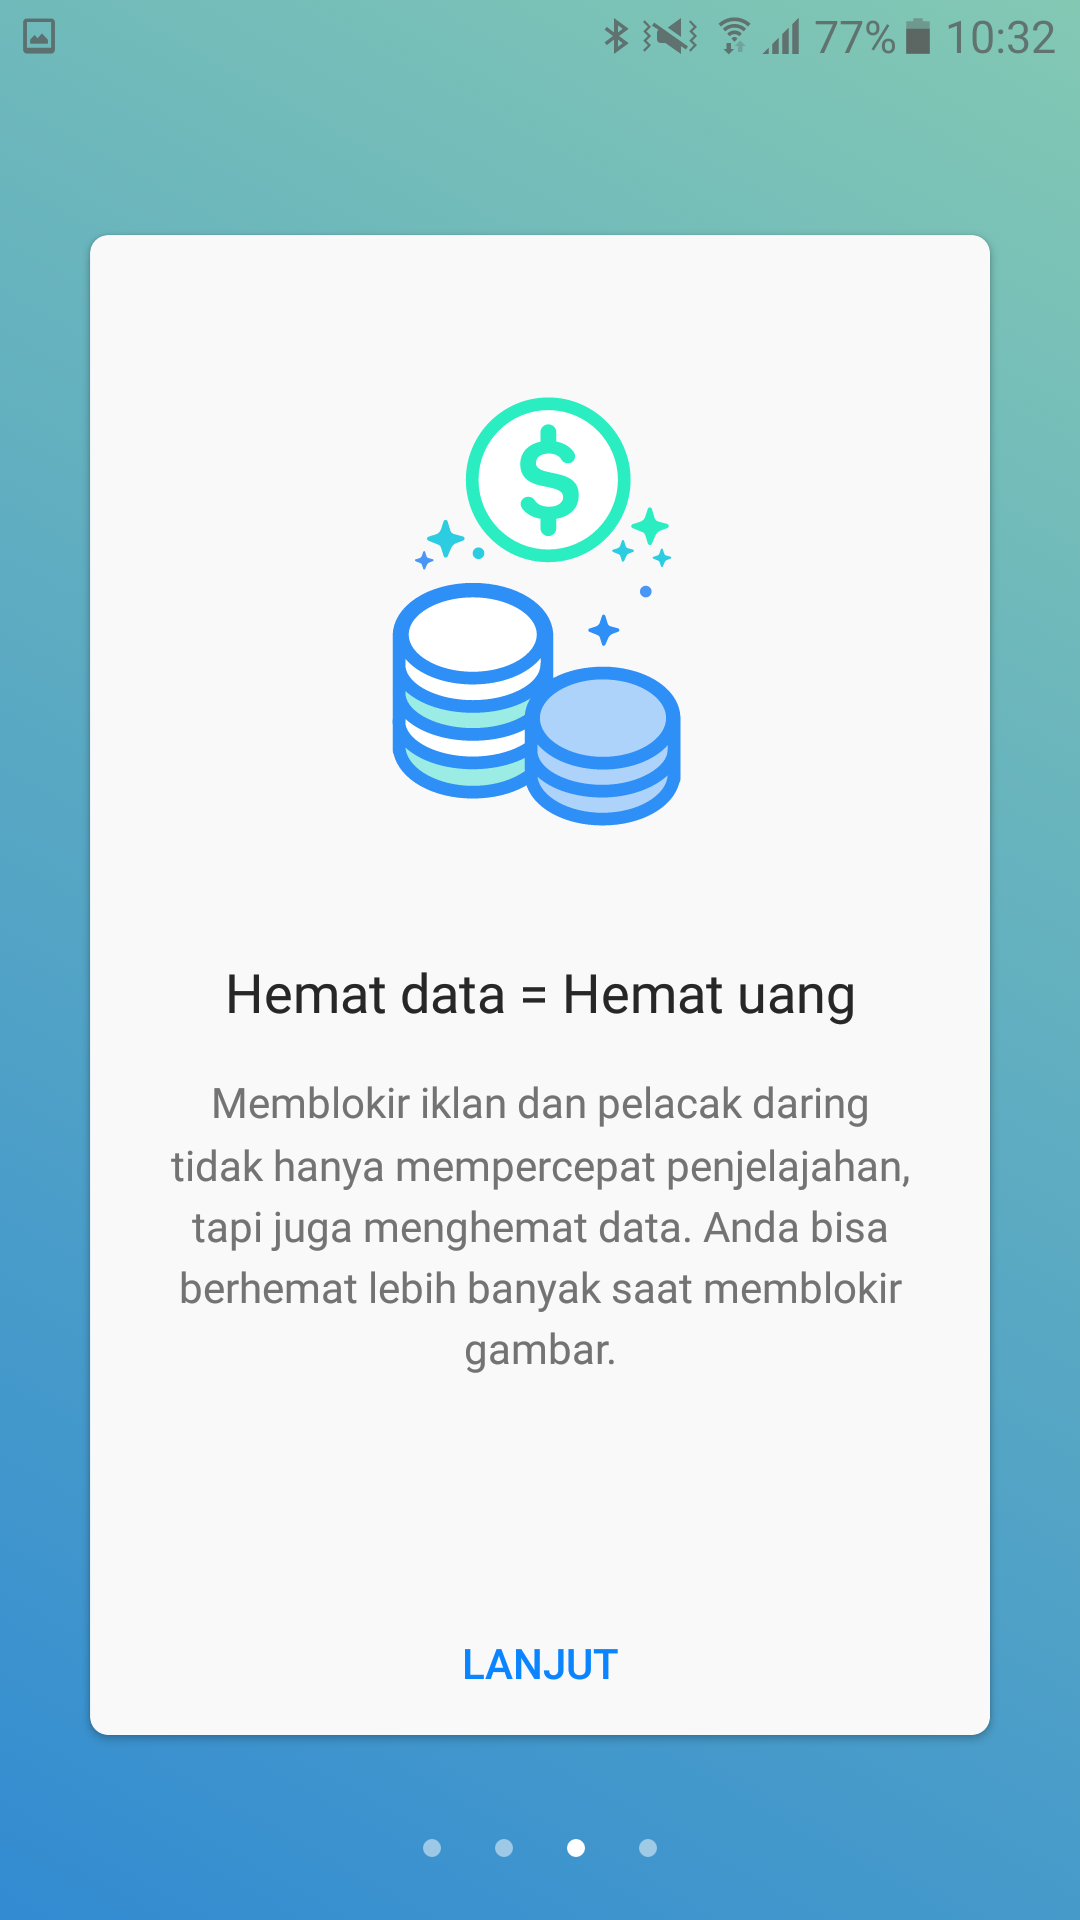 77% 10:32
$
Hemat data = Hemat uang
Memblokir iklan dan pelacak daring
tidak hanya mempercepat penjelajahan,
tapi juga menghemat data. Anda bisa
berhemat lebih banyak saat memblokir
gambar.
LANJUT